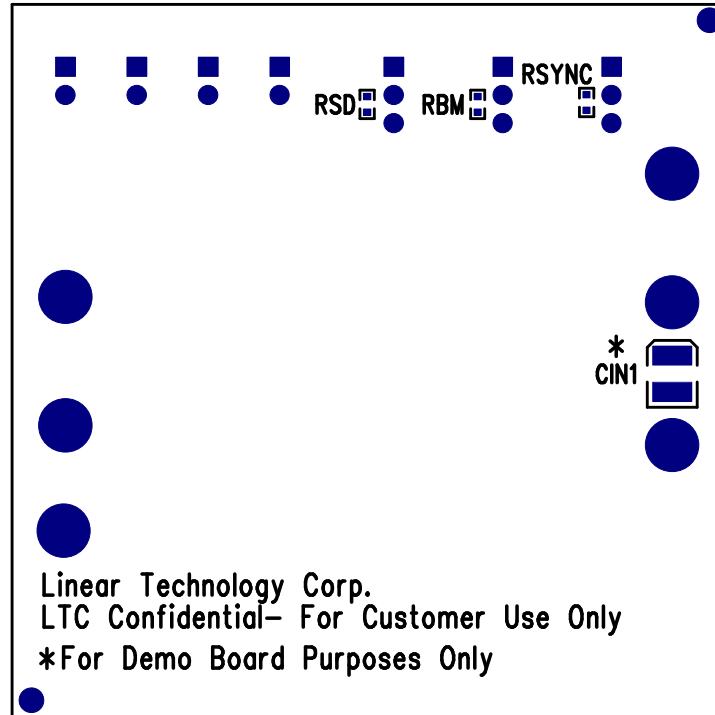 RSYNC
RSD
RBM
*
CIN1
Linear Technology Corp.
LTC Confidential– For Customer Use Only
*For Demo Board Purposes Only